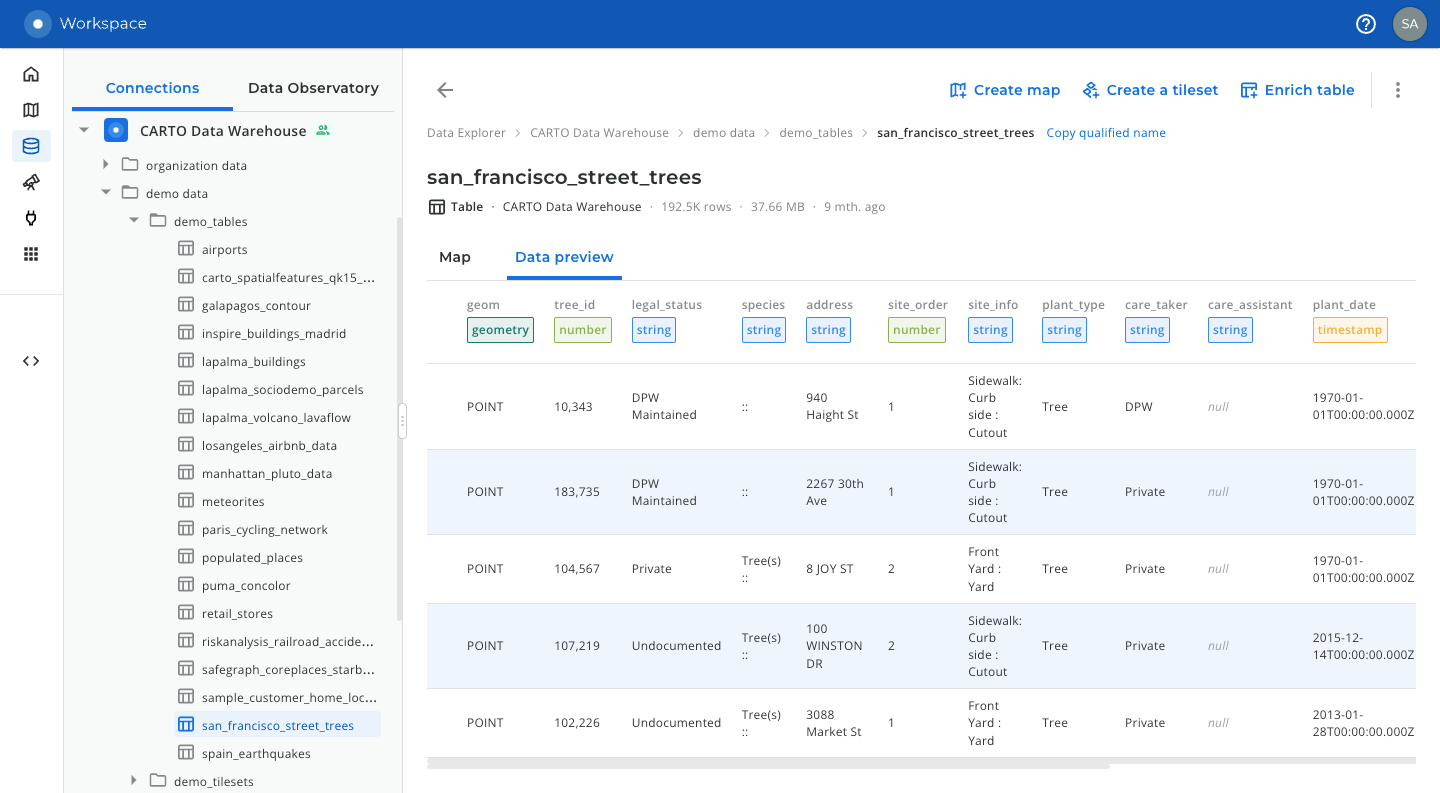 Workspace
SA
Connections
Data Observatory
CARTO Data Warehouse
organization data
demo data
demo_tables
airports
carto_spatialfeatures_qk15_...
galapagos_contour
inspire_buildings_madrid
lapalma_buildings
lapalma_sociodemo_parcels
lapalma_volcano_lavaflow
losangeles_airbnb_data
manhattan_pluto_data
meteorites
paris_cycling_network
populated_places
puma_concolor
retail_stores
riskanalysis_railroad_accide...
safegraph_coreplaces_starb...
sample_customer_home_loc...
san_francisco_street_trees
spain_earthquakes
demo_tilesets
Create map
Create a tileset
Enrich table
Data Explorer > CARTO Data Warehouse > demo data > demo_tables > san_francisco_street_trees Copy qualified name
san_francisco_street_trees
Table · CARTO Data Warehouse · 192.5K rows · 37.66 MB · 9 mth. ago
Map
Data preview
geom tree_id legal_status species address site_order site_info plant_type care_taker care_assistant plant_date
geometry number string string string number string string string string timestamp
POINT
10,343
DPW
Maintained
::
940
Haight St
1
Sidewalk:
Curb
side :
Cutout
Tree
DPW
null
1970-01-
01T00:00:00.000Z
POINT
183,735
DPW
Maintained
::
2267 30th
Ave
1
Sidewalk:
Curb
side :
Cutout
Tree
Private
null
1970-01-
01T00:00:00.000Z
POINT
104,567
Private
Tree(s)
::
8 JOY ST
2
Front
Yard :
Yard
Tree
Private
null
1970-01-
01T00:00:00.000Z
POINT
107,219
Undocumented
Tree(s)
::
100
WINSTON
DR
2
Sidewalk:
Curb
side :
Cutout
Tree
Private
null
2015-12-
14T00:00:00.000Z
POINT
102,226
Undocumented
Tree(s)
::
3088
Market St
1
Front
Yard :
Yard
Tree
Private
null
2013-01-
28T00:00:00.000Z